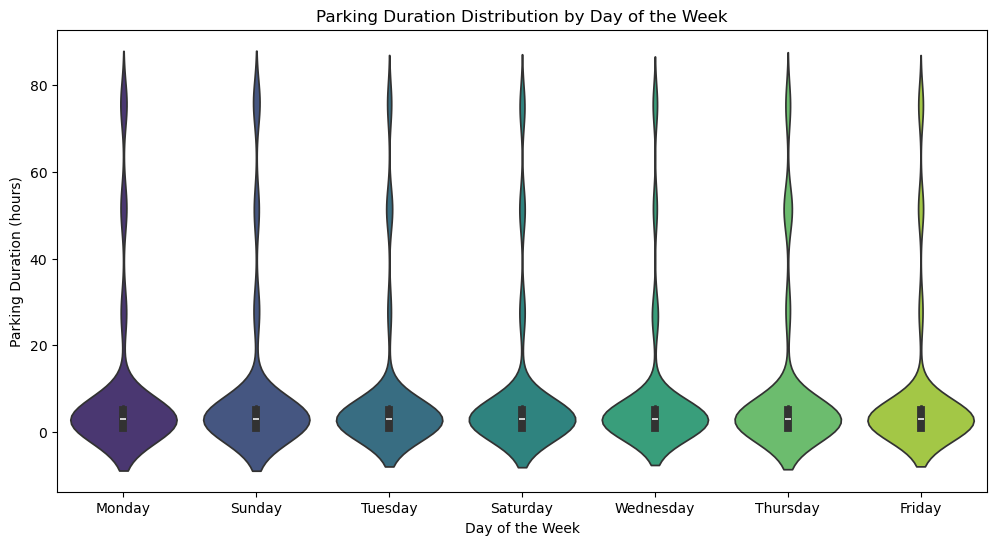 Parking Duration Distribution by Day of the Week
Parking Duration (hours)
80
60
40
20
0
Monday Sunday Tuesday Saturday Wednesday Thursday Friday
Day of the Week